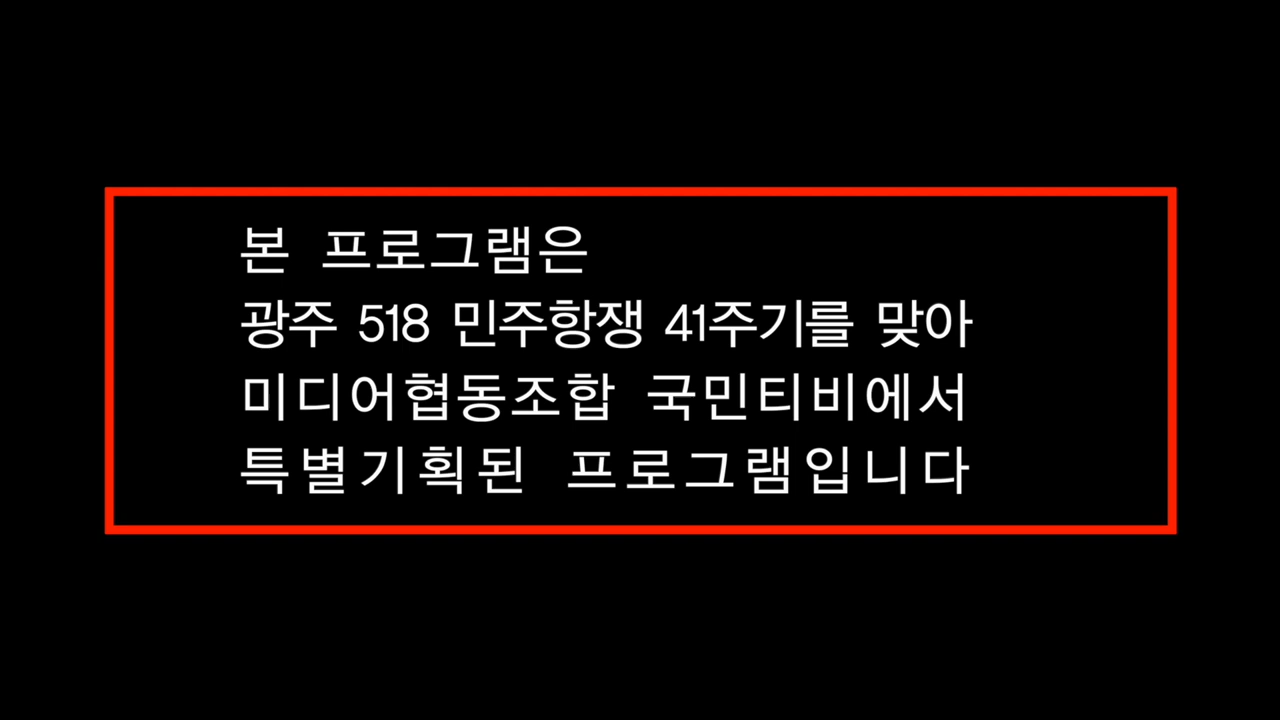 본 프로그램은
광주 518 민주항쟁 41주기를 맞아
미디어협동조합 국민티비에서
특별기획된 프로그램입니다